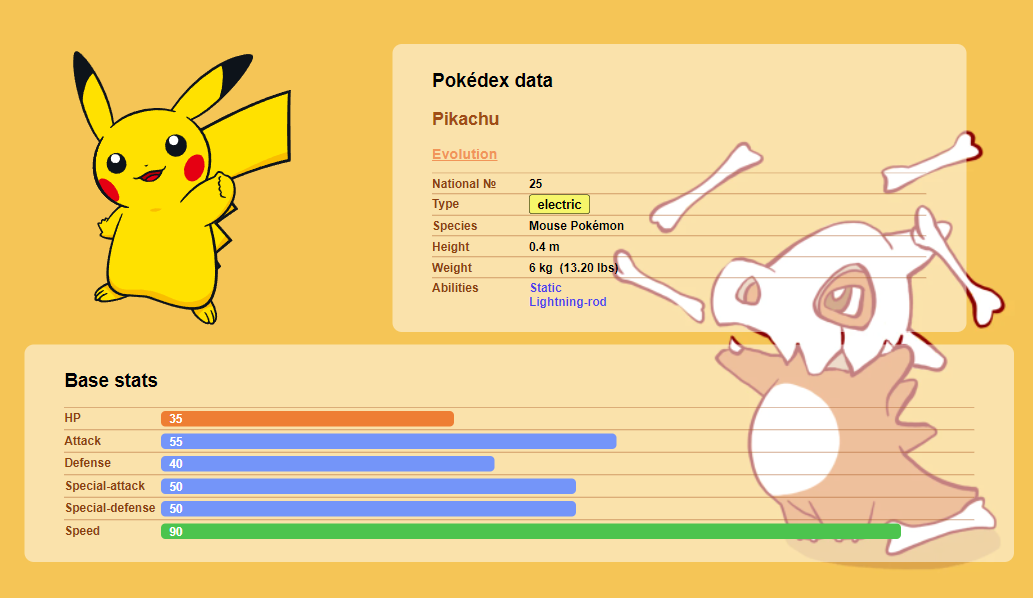 Pokédex data
Pikachu
Evolution
National № 25
Type electric
Species Mouse Pokémon
Height 0.4 m
Weight 6 kg (13.20 lbs)
Abilities Static
Lightning-rod
Base stats
HP 35
Attack 55
Defense 40
Special-attack 50
Special-defense 50
Speed 90